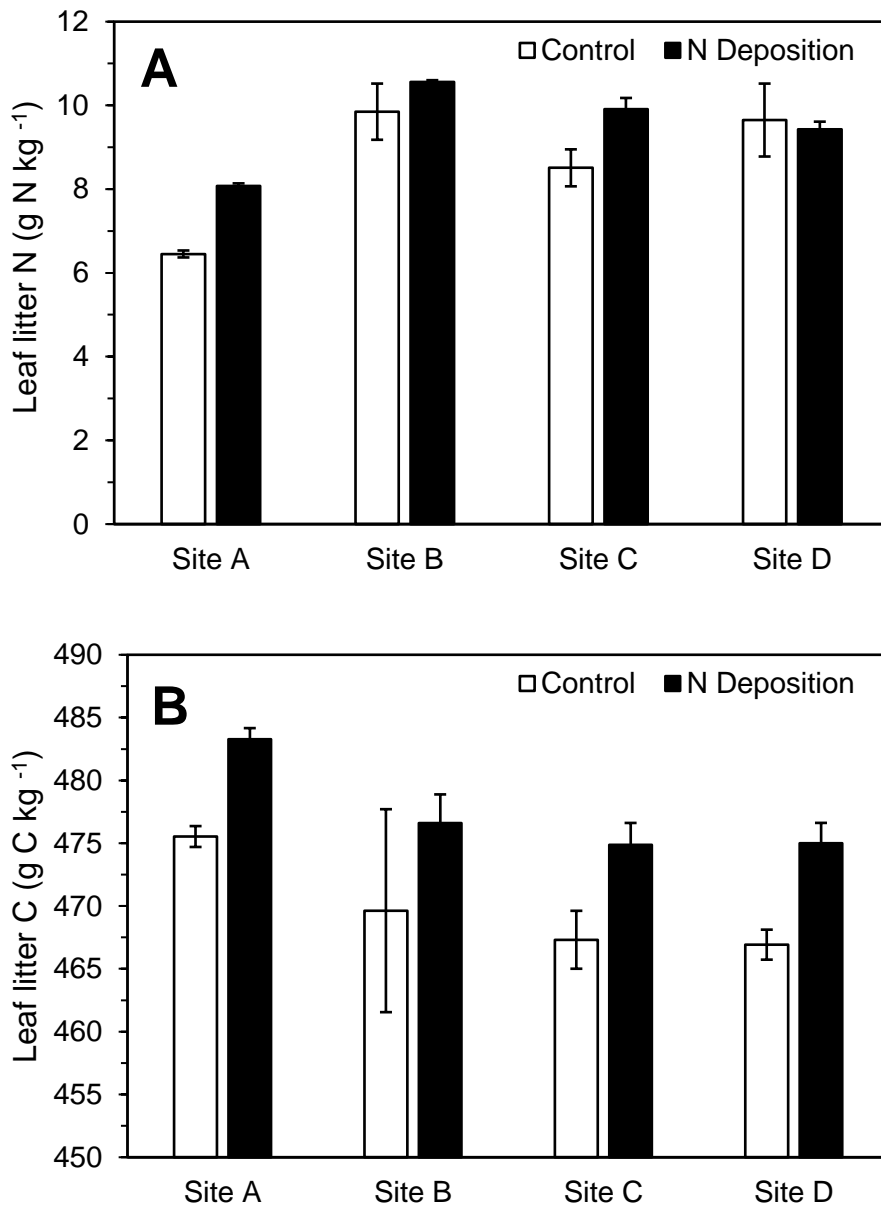 A
Control N Deposition
Leaf litter N (g N kg -1)
12
10
8
6
4
2
0
Site A Site B Site C Site D
B
Control N Deposition
Leaf litter C (g C kg -1)
490
485
480
475
470
465
460
455
450
Site A Site B Site C Site D